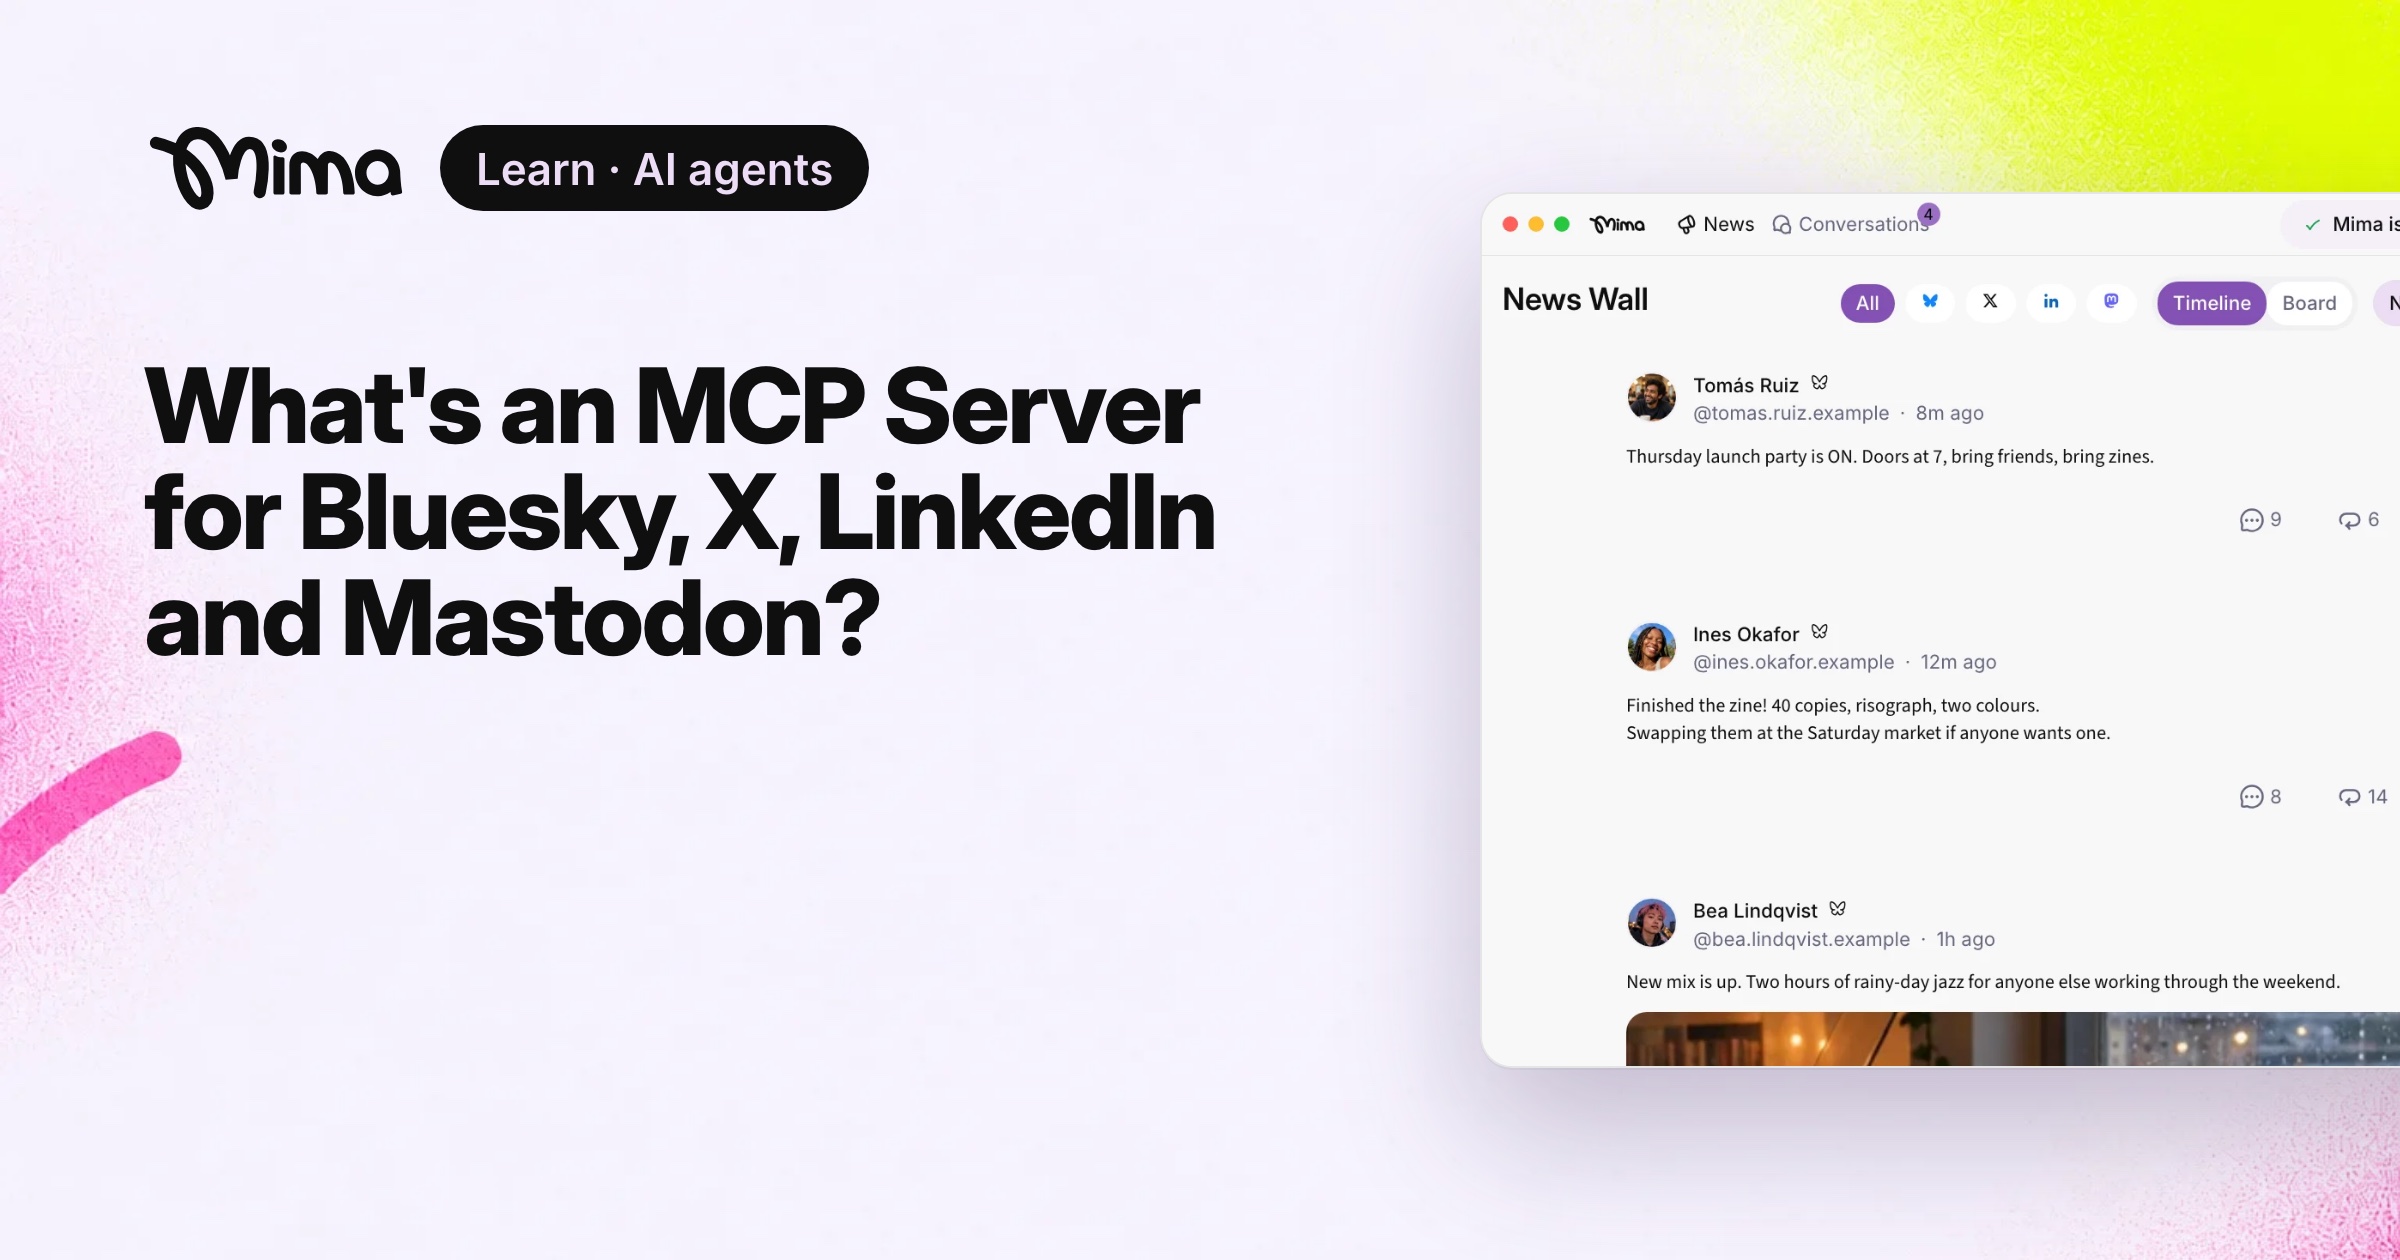 Mima
Learn · AI agents
What's an MCP Server
for Bluesky, X, LinkedIn
and Mastodon?
Mima
News
Conversations
4
Mima is
News Wall
All
Timeline
Board
Tomás Ruiz
@tomas.ruiz.example · 8m ago
Thursday launch party is ON. Doors at 7, bring friends, bring zines.
9
6
Ines Okafor
@ines.okafor.example · 12m ago
Finished the zine! 40 copies, risograph, two colours.
Swapping them at the Saturday market if anyone wants one.
8
14
Bea Lindqvist
@bea.lindqvist.example · 1h ago
New mix is up. Two hours of rainy-day jazz for anyone else working through the weekend.